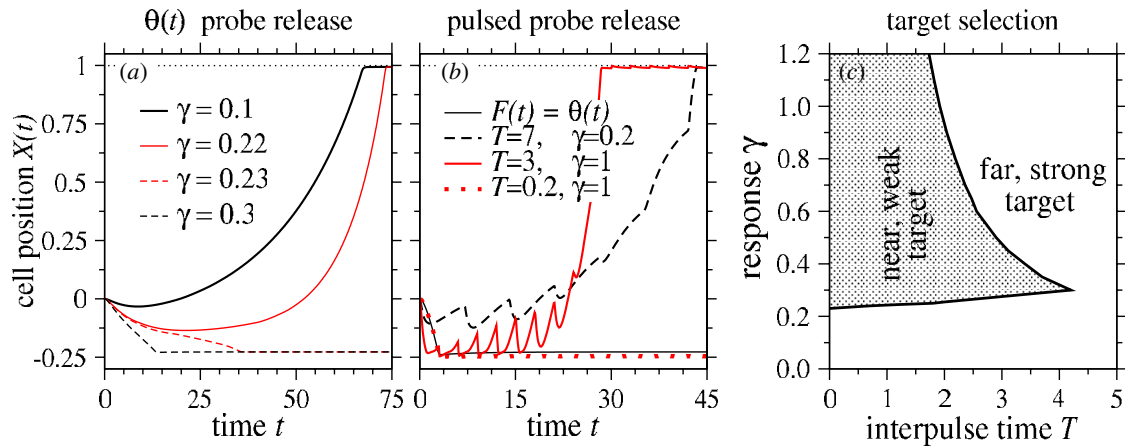 θ(t) probe release
pulsed probe release
target selection
cell position X(t)
1
0.75
0.5
0.25
0
-0.25
(a)
γ = 0.1
γ = 0.22
γ = 0.23
γ = 0.3
0 25 50 75
time t
(b)
F(t) = θ(t)
T=7, γ=0.2
T=3, γ=1
T=0.2, γ=1
0 15 30 45
time t
response γ
1.2
1.0
0.8
0.6
0.4
0.2
0.0
(c)
near, weak
target
far, strong
target
0 1 2 3 4 5
interpulse time T